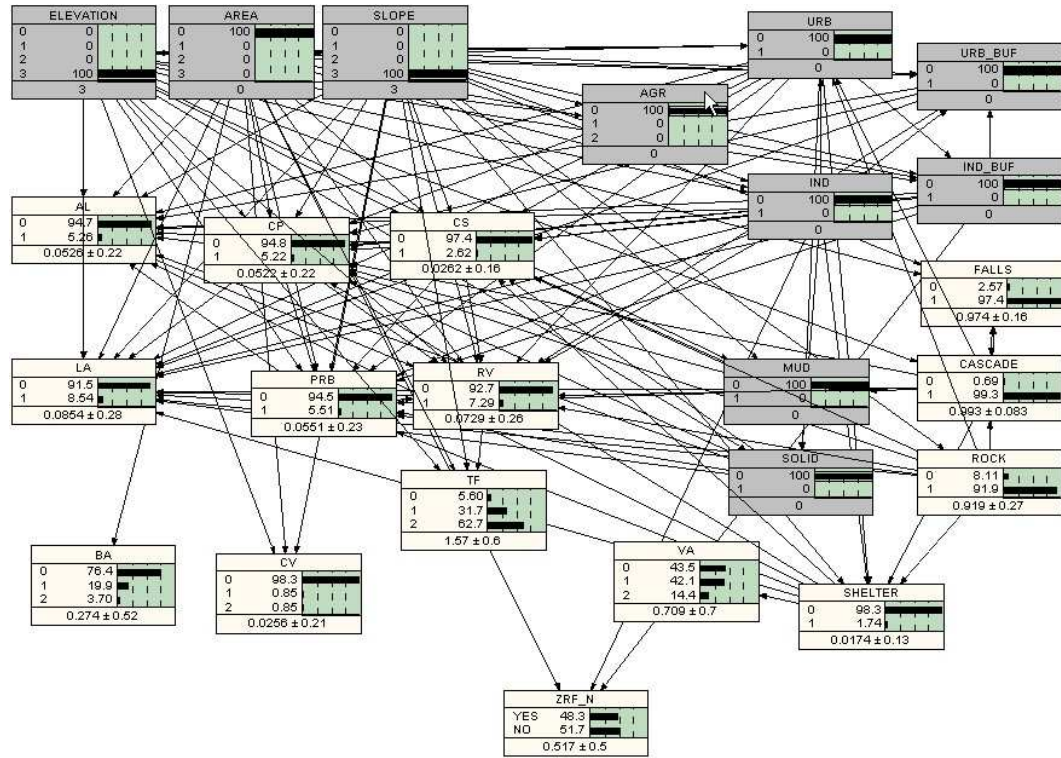 ELEVATION
0 0
1 0
2 0
3 100
3
AREA
0 100
1 0
2 0
3 0
0
SLOPE
0 0
1 0
2 0
3 100
3
URB
0 100
1 0
0
URB_BUF
0 100
1 0
0
AGR
0 100
1 0
2 0
0
IND
0 100
1 0
0
IND_BUF
0 100
1 0
0
AL
0 94.7
1 5.26
0.0526 ± 0.22
CP
0 94.8
1 5.22
0.0522 ± 0.22
CS
0 97.4
1 2.62
0.0262 ± 0.16
FALLS
0 2.57
1 97.4
0.974 ± 0.16
LA
0 91.5
1 8.54
0.0854 ± 0.28
PRB
0 94.5
1 5.51
0.0551 ± 0.23
RV
0 92.7
1 7.29
0.0729 ± 0.26
MUD
0 100
1 0
0
CASCADE
0 0.69
1 99.3
0.993 ± 0.083
SOLID
0 100
1 0
0
ROCK
0 8.11
1 91.9
0.919 ± 0.27
TF
0 5.60
1 31.7
2 62.7
1.57 ± 0.6
BA
0 76.4
1 19.9
2 3.70
0.274 ± 0.52
CV
0 98.3
1 0.85
2 0.85
0.0256 ± 0.21
VA
0 43.5
1 42.1
2 14.4
0.709 ± 0.7
SHELTER
0 98.3
1 1.74
0.0174 ± 0.13
ZRF_N
YES 48.3
NO 51.7
0.517 ± 0.5